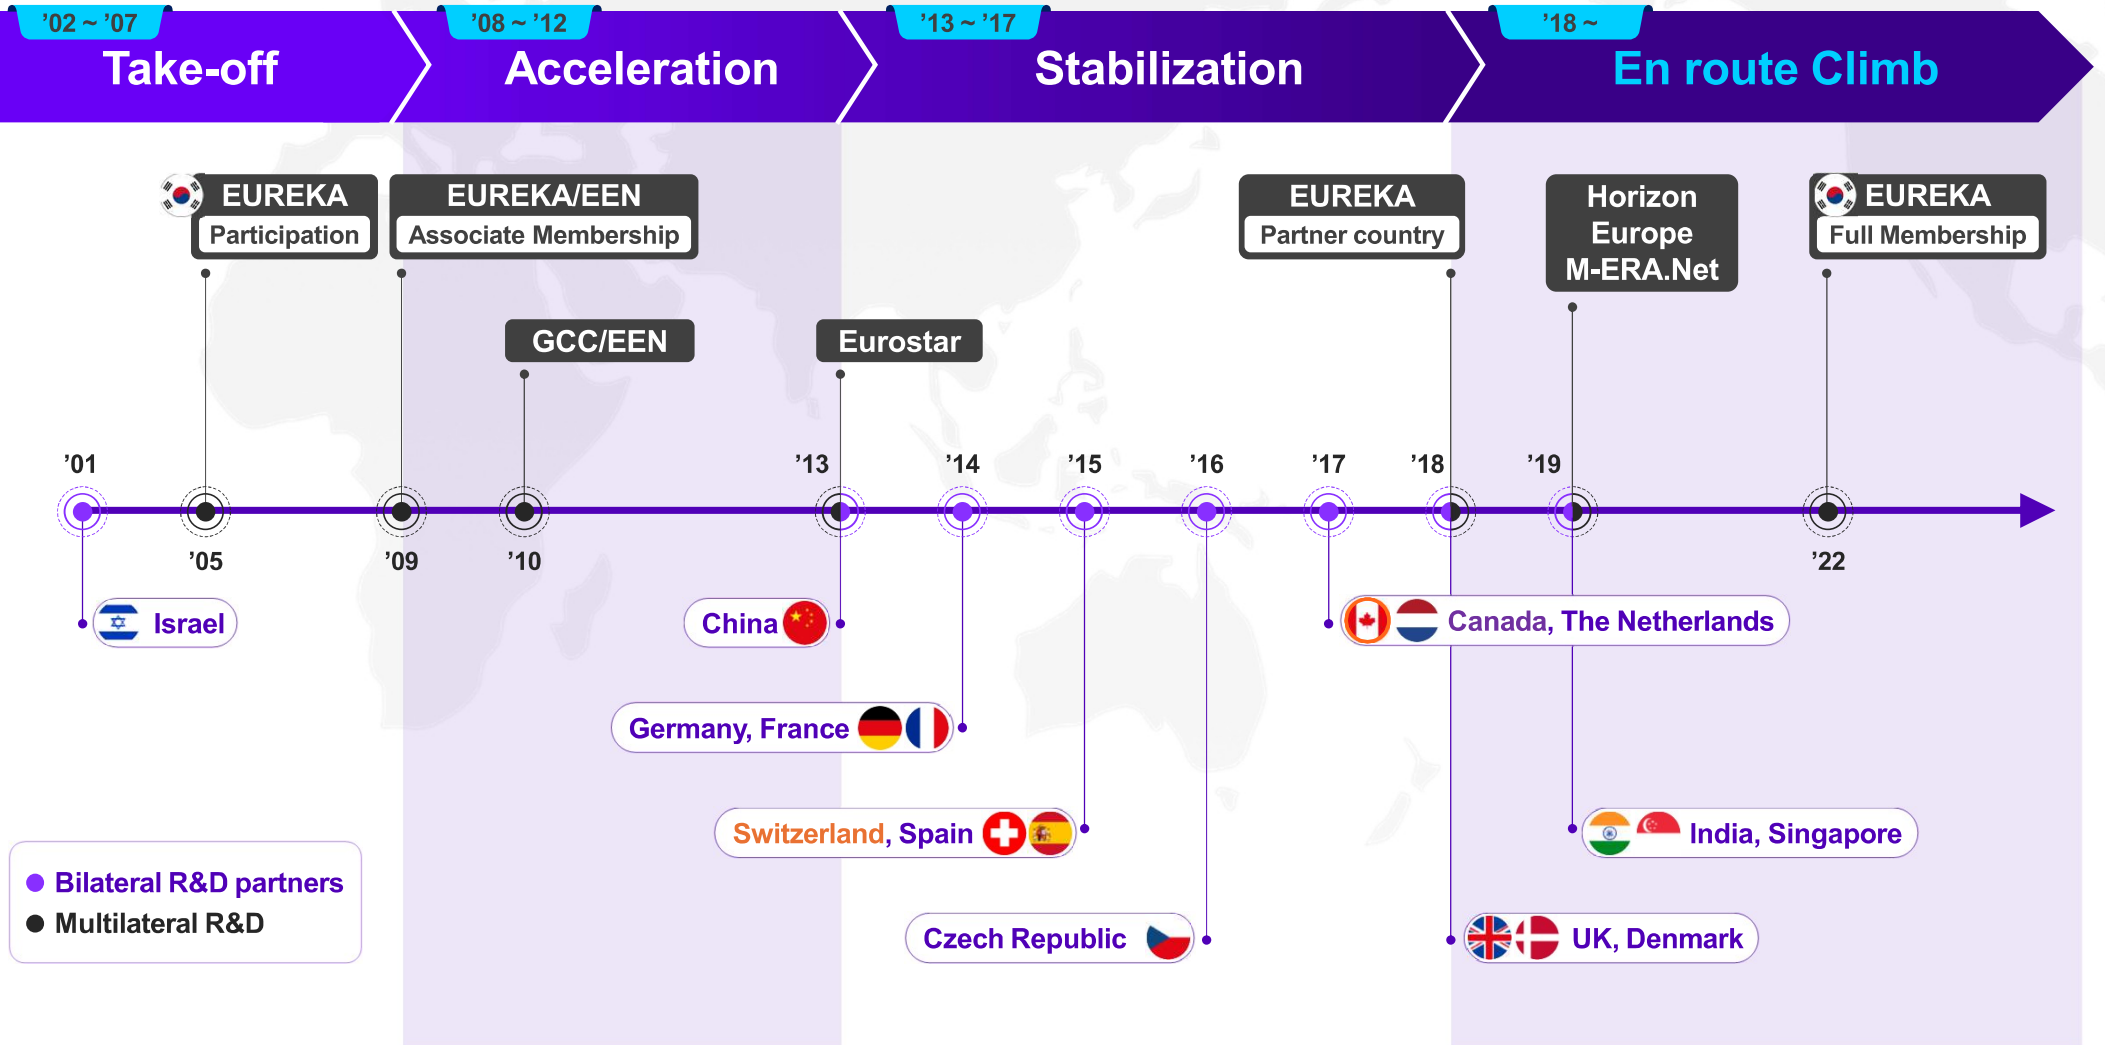 ’02 ~ ’07
Take-off
’08 ~ ’12
Acceleration
’13 ~ ’17
Stabilization
’18 ~
En route Climb
EUREKA
Participation
EUREKA/EEN
Associate Membership
EUREKA
Partner country
Horizon
Europe
M-ERA.Net
EUREKA
Full Membership
GCC/EEN
Eurostar
’01
’13
’14
’15
’16
’17
’18
’19
’05
’09
’10
’22
Israel
China
Canada, The Netherlands
Germany, France
Switzerland, Spain
India, Singapore
Czech Republic
UK, Denmark
Bilateral R&D partners
Multilateral R&D